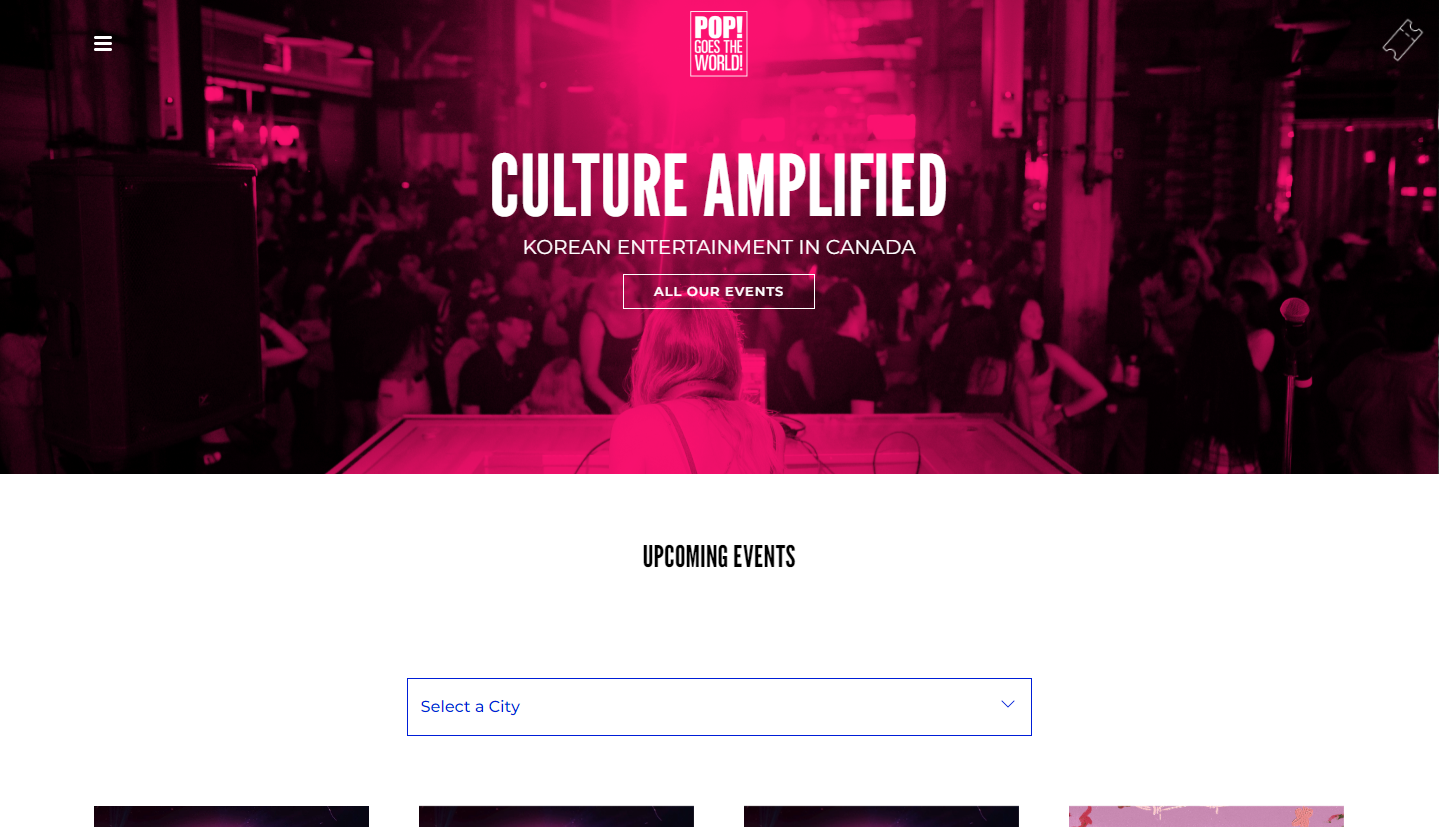 POP!
GOES THE
WORLD!
CULTURE AMPLIFIED
KOREAN ENTERTAINMENT IN CANADA
ALL OUR EVENTS
UPCOMING EVENTS
Select a City